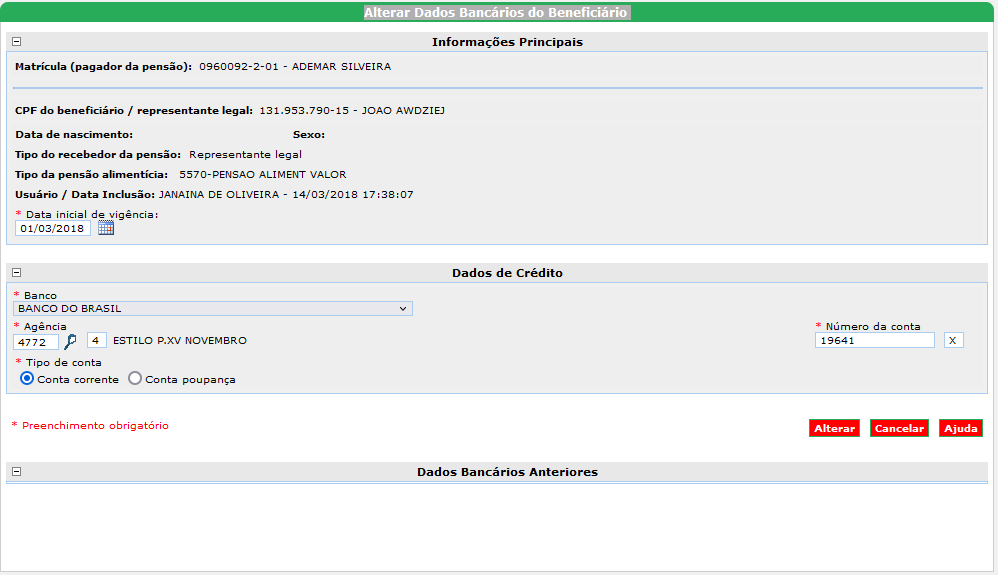 Alterar Dados Bancários do Beneficiário
Informações Principais
Matrícula (pagador da pensão): 0960092-2-01 - ADEMAR SILVEIRA
CPF do beneficiário / representante legal: 131.953.790-15 - JOAO AWDZIEJ
Data de nascimento: Sexo:
Tipo do recebedor da pensão: Representante legal
Tipo da pensão alimentícia: 5570-PENSAO ALIMENT VALOR
Usuário / Data Inclusão: JANAINA DE OLIVEIRA - 14/03/2018 17:38:07
* Data inicial de vigência:
01/03/2018
Dados de Crédito
* Banco
BANCO DO BRASIL
* Agência * Número da conta
4772 4 ESTILO P.XV NOVEMBRO 19641 X
* Tipo de conta
Conta corrente Conta poupança
* Preenchimento obrigatório Alterar Cancelar Ajuda
Dados Bancários Anteriores